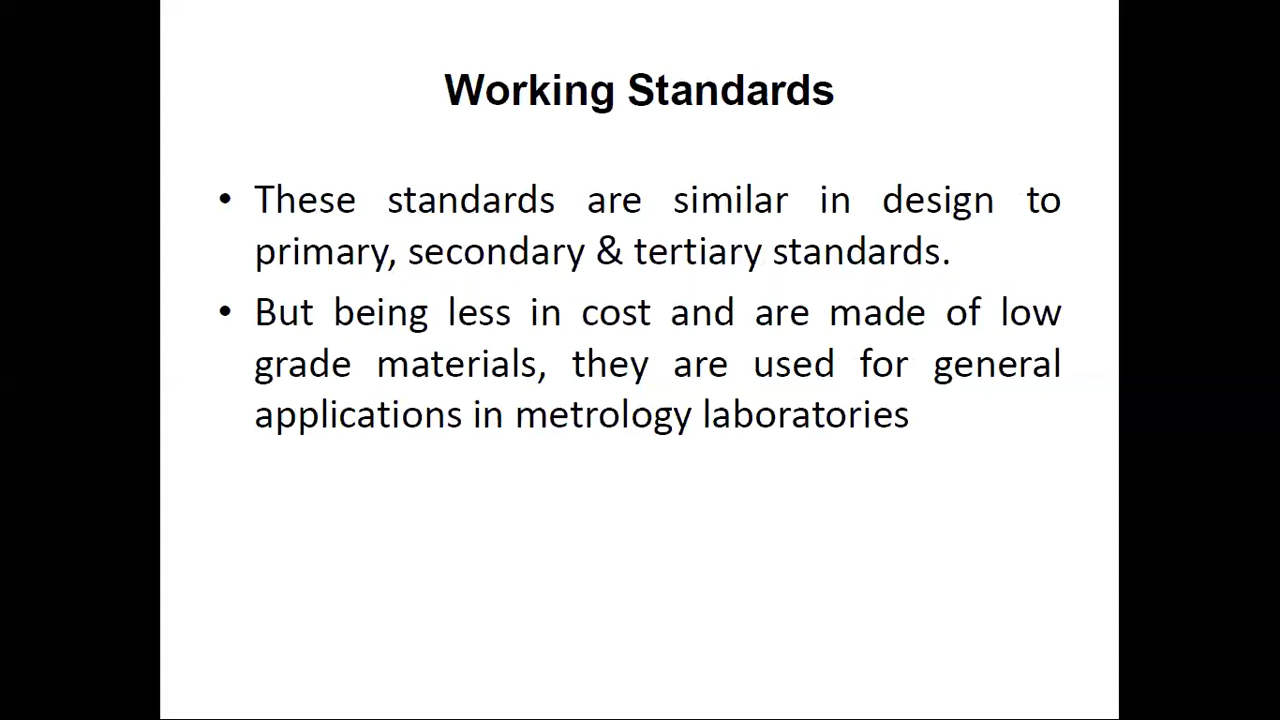 Working Standards
• These standards are similar in design to
primary, secondary & tertiary standards.
• But being less in cost and are made of low
grade materials, they are used for general
applications in metrology laboratories